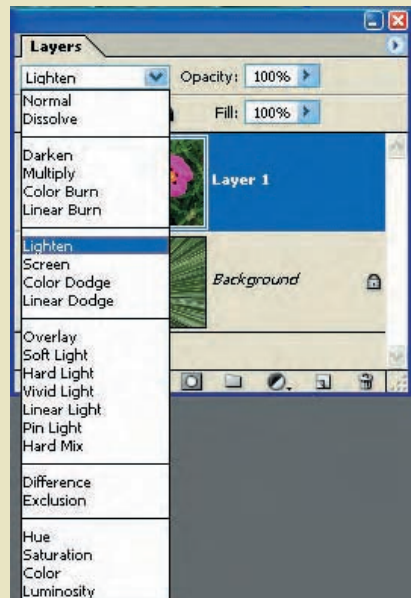 Layers
Lighten Opacity: 100%
Fill: 100%
Normal
Dissolve
Darken
Multiply
Color Burn
Linear Burn
Lighten
Screen
Color Dodge
Linear Dodge
Overlay
Soft Light
Hard Light
Vivid Light
Linear Light
Pin Light
Hard Mix
Difference
Exclusion
Hue
Saturation
Color
Luminosity
Layer 1
Background